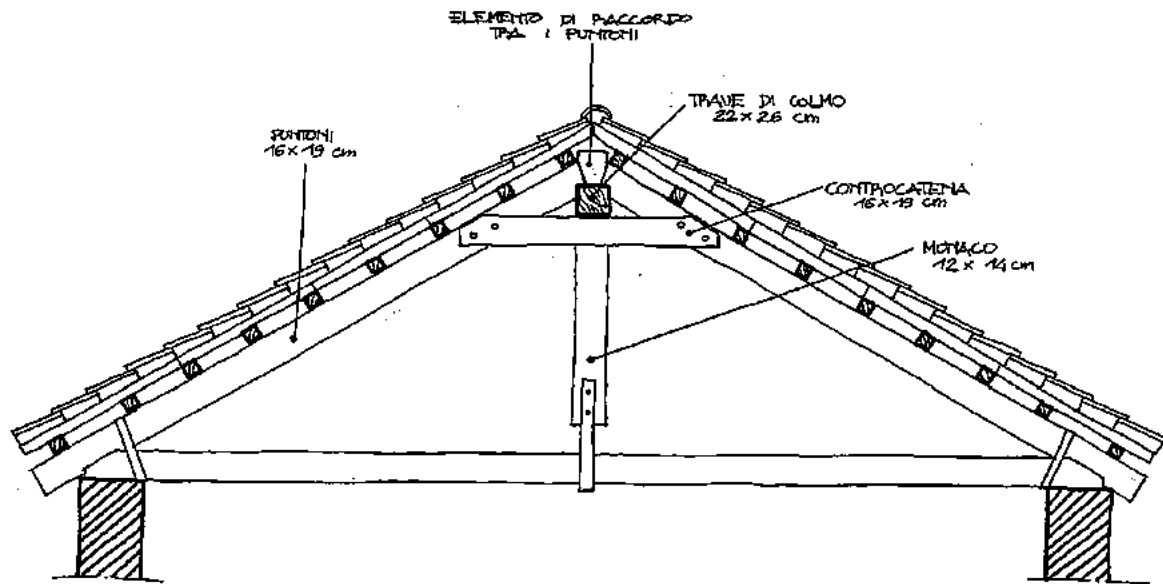 ELEMENTO DI RACCORDO
TRA I PUNTONI
TRAVE DI COLMO
22 x 26 cm
PUNTONI
16 x 19 cm
CONTROCATENA
16 x 19 cm
MONACO
12 x 14 cm